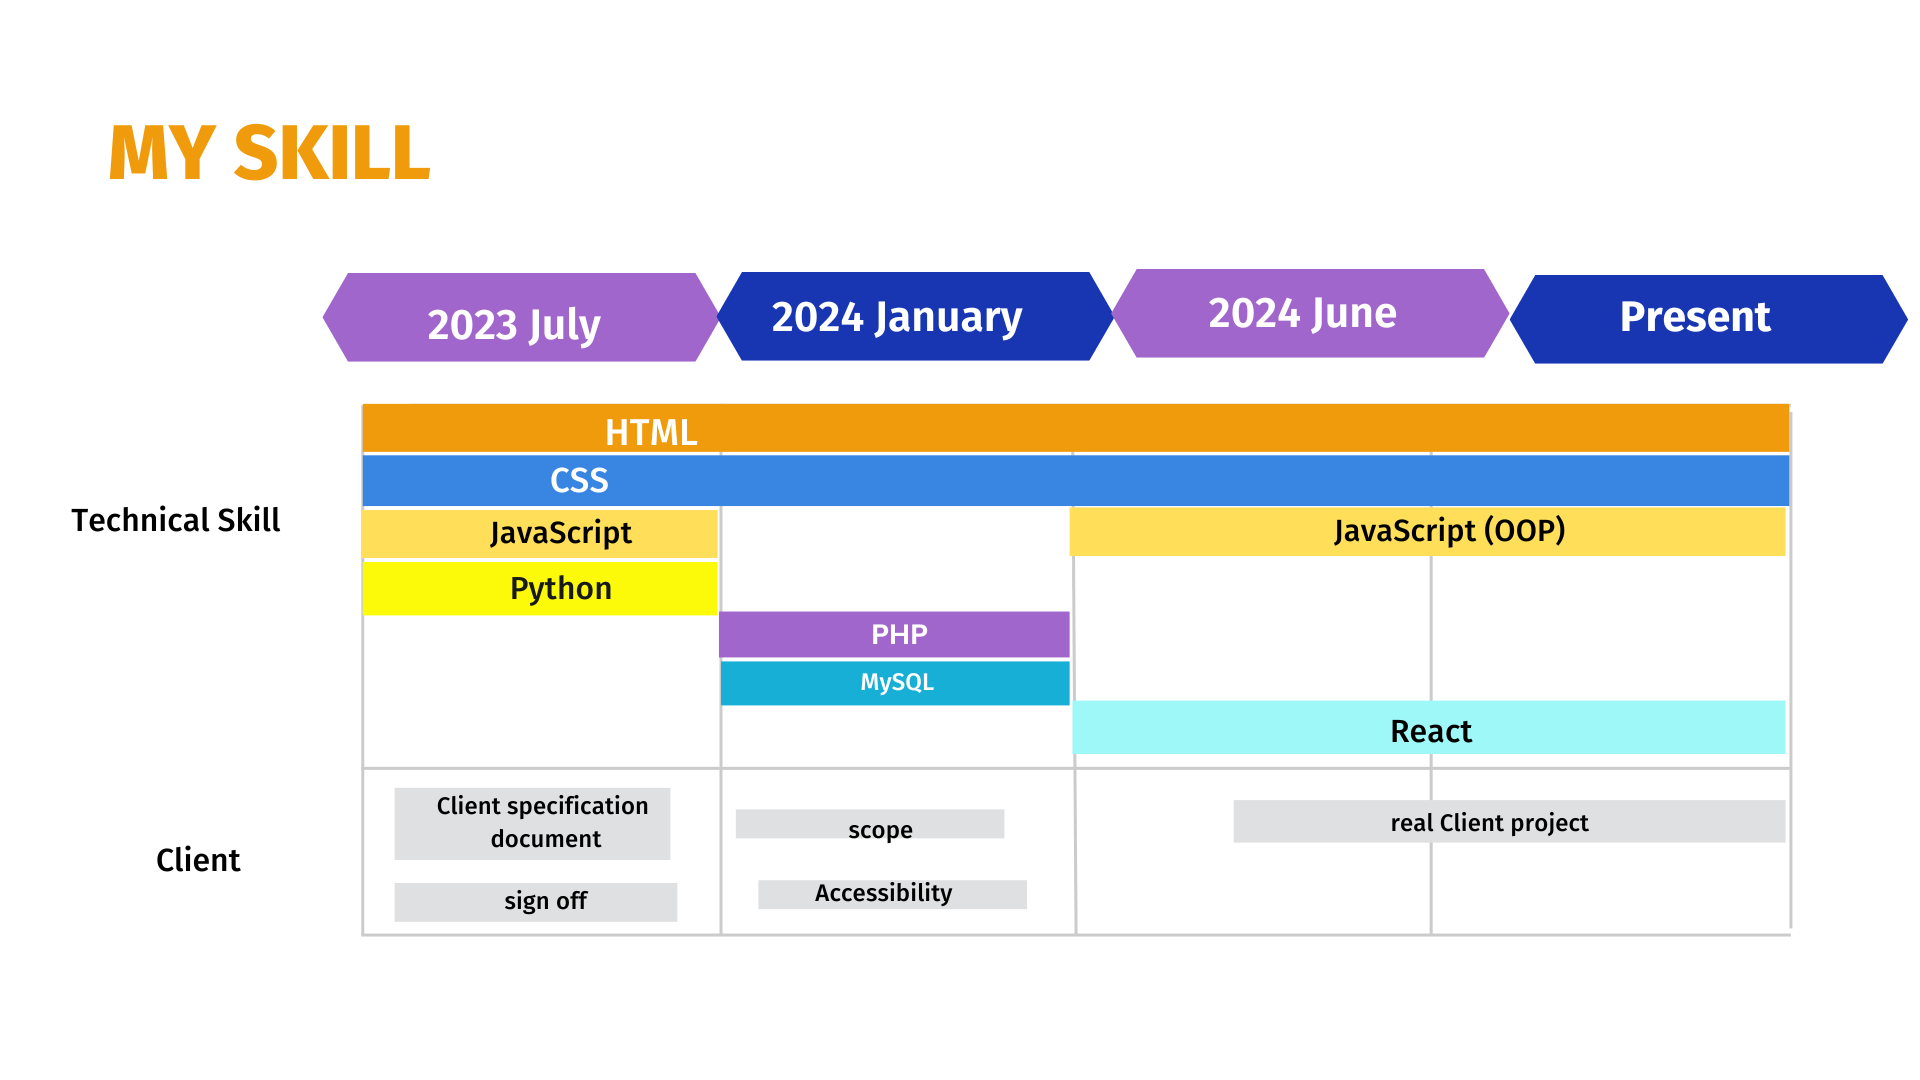 MY SKILL
2023 July
2024 January
2024 June
Present
HTML
CSS
Technical Skill
JavaScript
JavaScript (OOP)
Python
PHP
MySQL
React
Client
Client specification
document
scope
real Client project
sign off
Accessibility